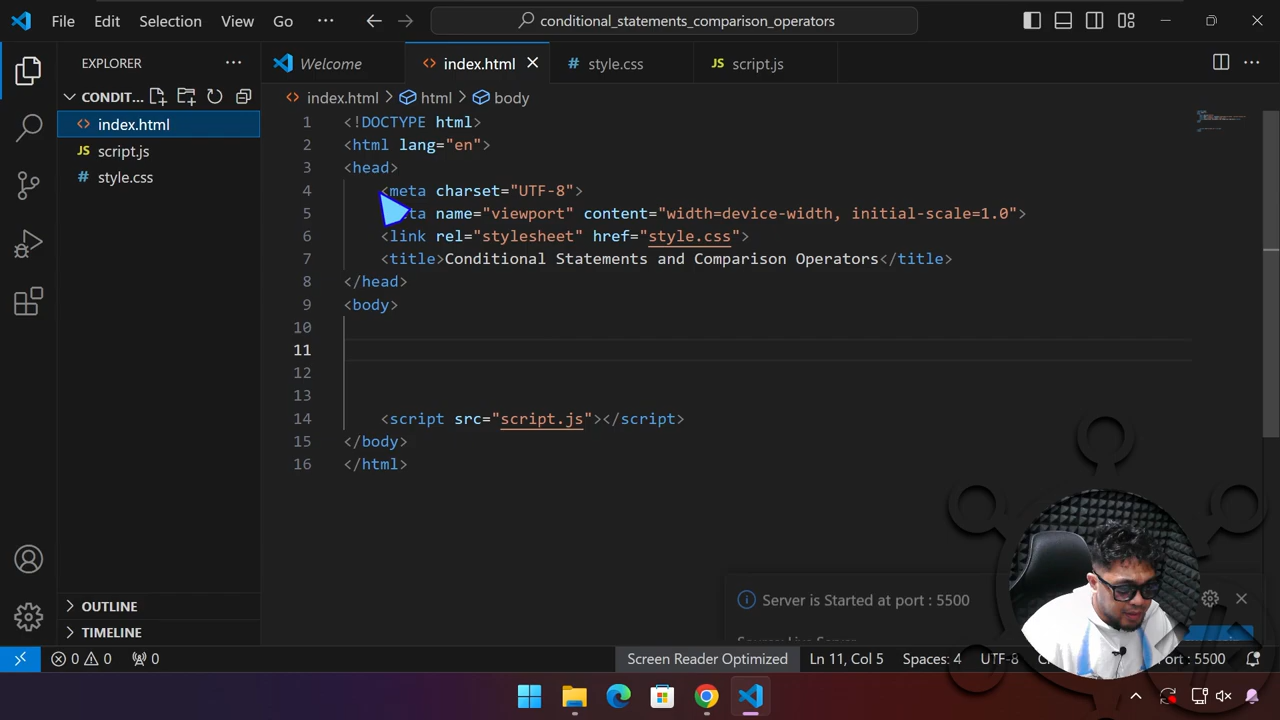 File Edit Selection View Go ··· conditional_statements_comparison_operators
EXPLORER ···
Welcome index.html style.css script.js
CONDIT...
index.html
script.js
style.css
OUTLINE
TIMELINE
index.html > html > body
1 <!DOCTYPE html>
2 <html lang="en">
3 <head>
4 <meta charset="UTF-8">
5 ta name="viewport" content="width=device-width, initial-scale=1.0">
6 <link rel="stylesheet" href="style.css">
7 <title>Conditional Statements and Comparison Operators</title>
8 </head>
9 <body>
10
11
12
13
14 <script src="script.js"></script>
15 </body>
16 </html>
Server is Started at port : 5500
0 0 0 Screen Reader Optimized Ln 11, Col 5 Spaces: 4 UTF-8 ort : 5500